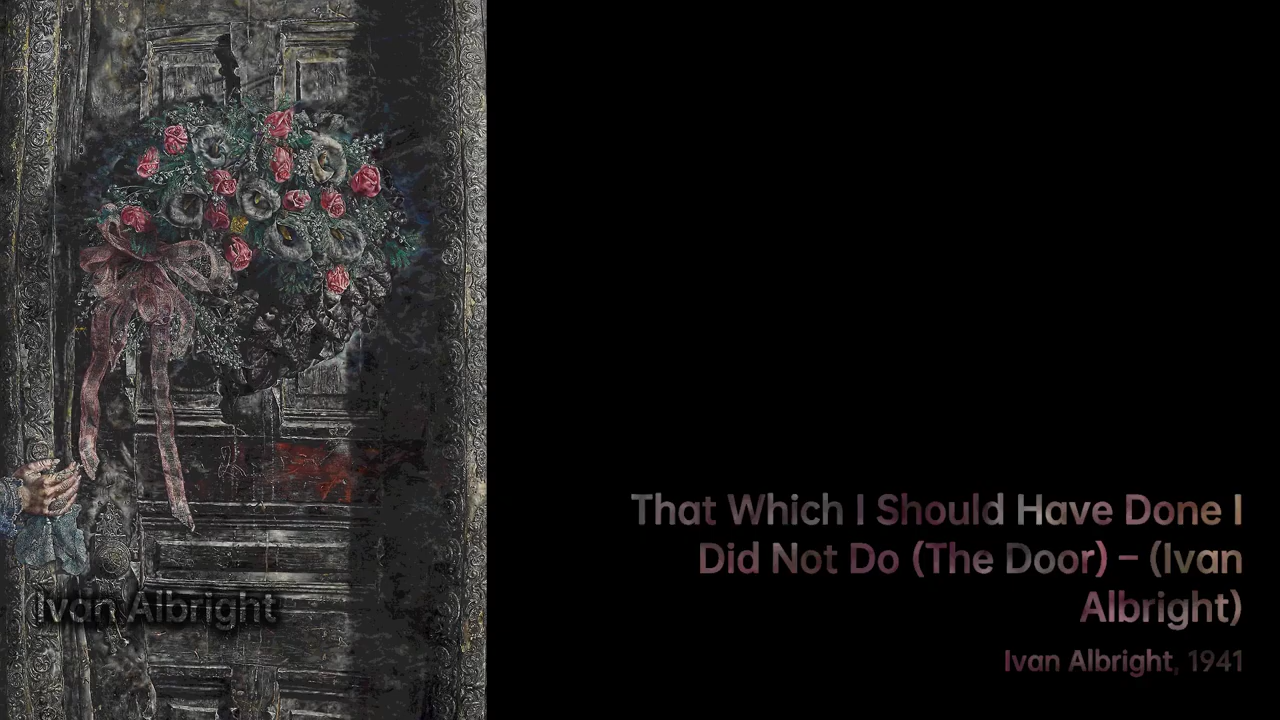 Ivan Albright
That Which I Should Have Done I
Did Not Do (The Door) – (Ivan
Albright)
Ivan Albright, 1941